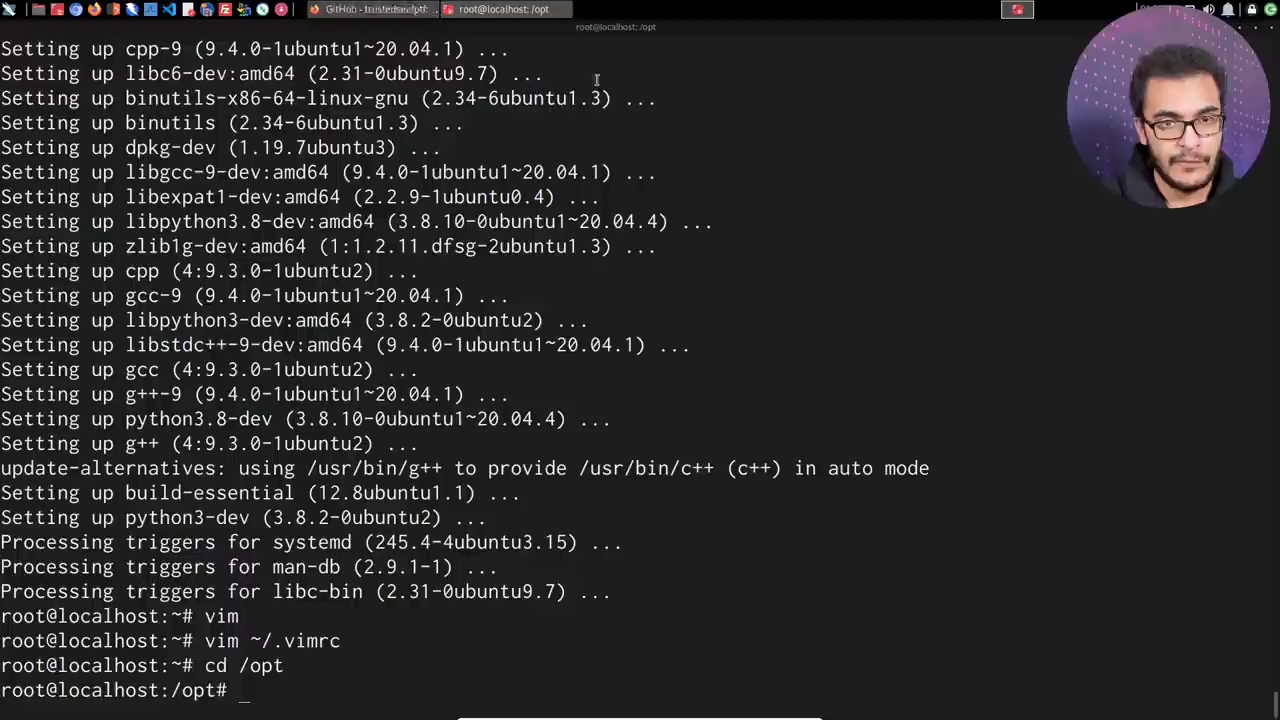 GitHub - trustedsec/ptf
root@localhost: /opt
root@localhost: /opt
Setting up cpp-9 (9.4.0-1ubuntu1~20.04.1) ...
Setting up libc6-dev:amd64 (2.31-0ubuntu9.7) ...
Setting up binutils-x86-64-linux-gnu (2.34-6ubuntu1.3) ...
Setting up binutils (2.34-6ubuntu1.3) ...
Setting up dpkg-dev (1.19.7ubuntu3) ...
Setting up libgcc-9-dev:amd64 (9.4.0-1ubuntu1~20.04.1) ...
Setting up libexpat1-dev:amd64 (2.2.9-1ubuntu0.4) ...
Setting up libpython3.8-dev:amd64 (3.8.10-0ubuntu1~20.04.4) ...
Setting up zlib1g-dev:amd64 (1:1.2.11.dfsg-2ubuntu1.3) ...
Setting up cpp (4:9.3.0-1ubuntu2) ...
Setting up gcc-9 (9.4.0-1ubuntu1~20.04.1) ...
Setting up libpython3-dev:amd64 (3.8.2-0ubuntu2) ...
Setting up libstdc++-9-dev:amd64 (9.4.0-1ubuntu1~20.04.1) ...
Setting up gcc (4:9.3.0-1ubuntu2) ...
Setting up g++-9 (9.4.0-1ubuntu1~20.04.1) ...
Setting up python3.8-dev (3.8.10-0ubuntu1~20.04.4) ...
Setting up g++ (4:9.3.0-1ubuntu2) ...
update-alternatives: using /usr/bin/g++ to provide /usr/bin/c++ (c++) in auto mode
Setting up build-essential (12.8ubuntu1.1) ...
Setting up python3-dev (3.8.2-0ubuntu2) ...
Processing triggers for systemd (245.4-4ubuntu3.15) ...
Processing triggers for man-db (2.9.1-1) ...
Processing triggers for libc-bin (2.31-0ubuntu9.7) ...
root@localhost:~# vim
root@localhost:~# vim ~/.vimrc
root@localhost:~# cd /opt
root@localhost:/opt# _